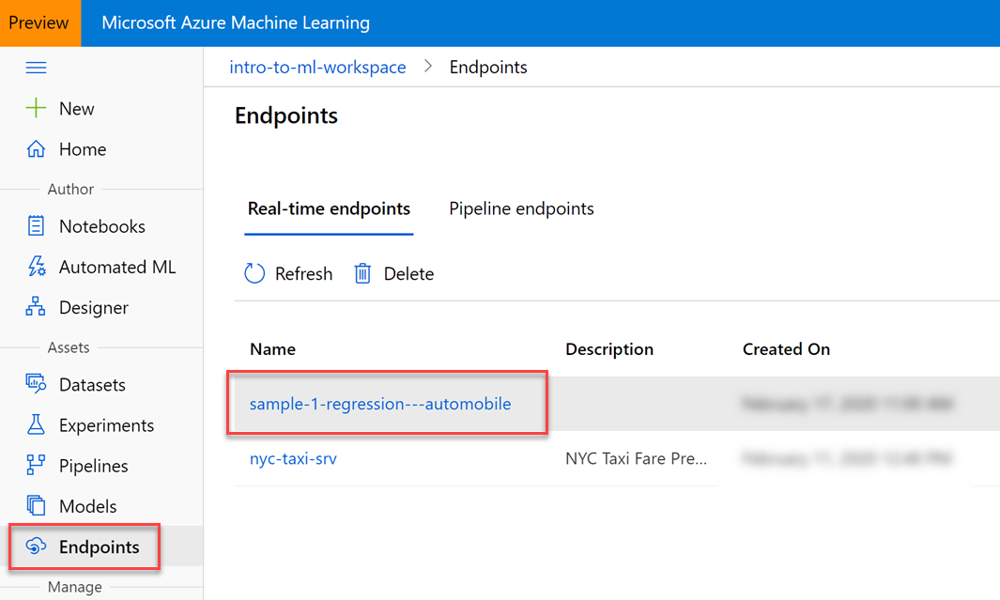 Preview Microsoft Azure Machine Learning
intro-to-ml-workspace > Endpoints
New
Home
Author
Notebooks
Automated ML
Designer
Assets
Datasets
Experiments
Pipelines
Models
Endpoints
Manage
Endpoints
Real-time endpoints Pipeline endpoints
Refresh Delete
Name Description Created On
sample-1-regression---automobile
nyc-taxi-srv NYC Taxi Fare Pre...